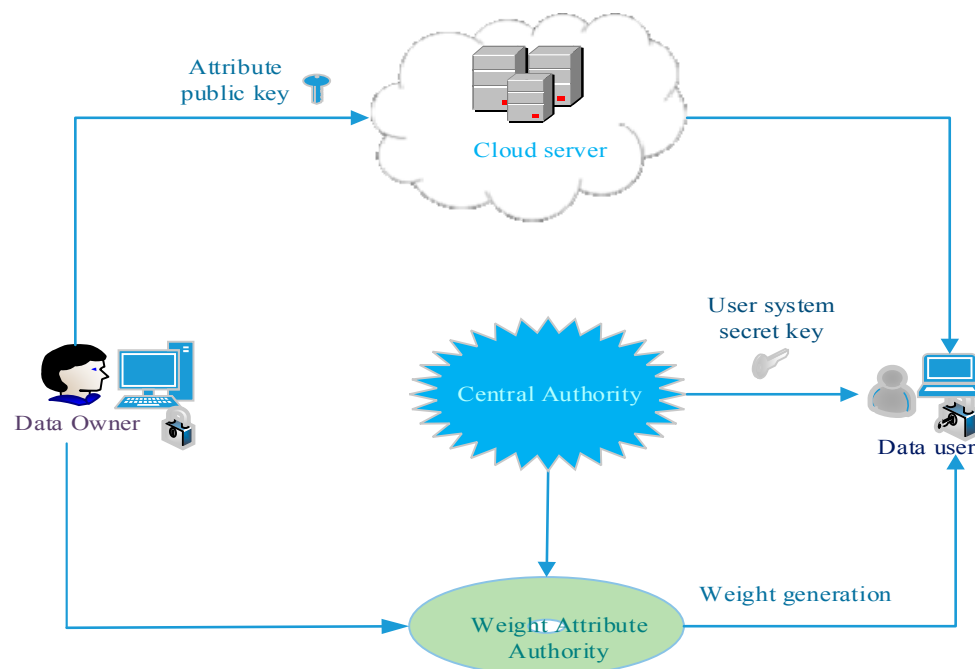 Attribute
public key
Cloud server
User system
secret key
Central Authority
Data Owner
Data user
Weight generation
Weight Attribute
Authority